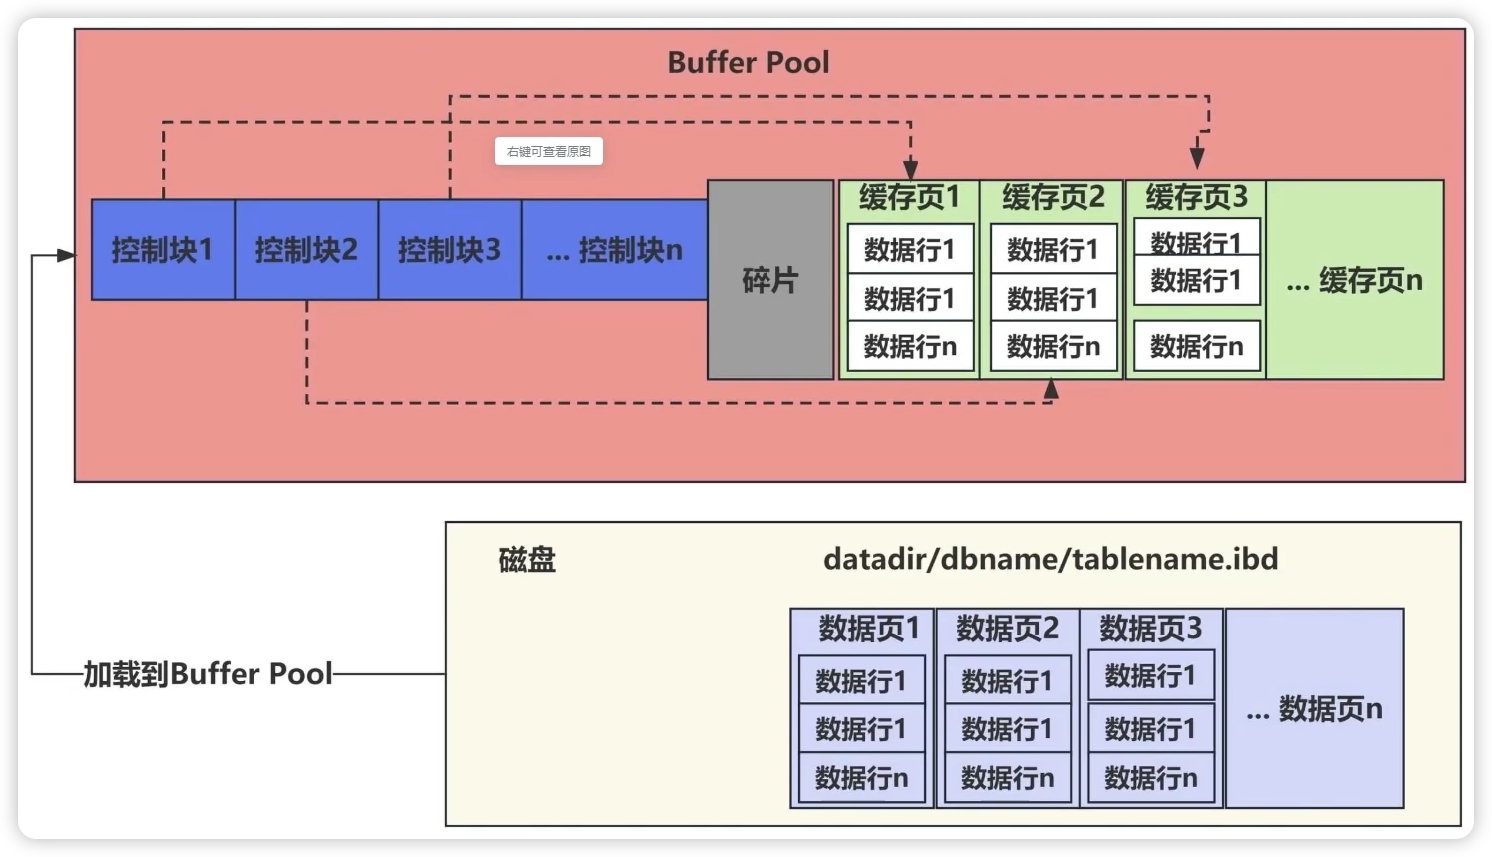 Buffer Pool
右键可查看原图
控制块1
控制块2
控制块3
... 控制块n
碎片
缓存页1
数据行1
数据行1
数据行n
缓存页2
数据行1
数据行1
数据行n
缓存页3
数据行1
数据行1
数据行n
... 缓存页n
加载到Buffer Pool
磁盘
datadir/dbname/tablename.ibd
数据页1
数据行1
数据行1
数据行n
数据页2
数据行1
数据行1
数据行n
数据页3
数据行1
数据行1
数据行n
... 数据页n